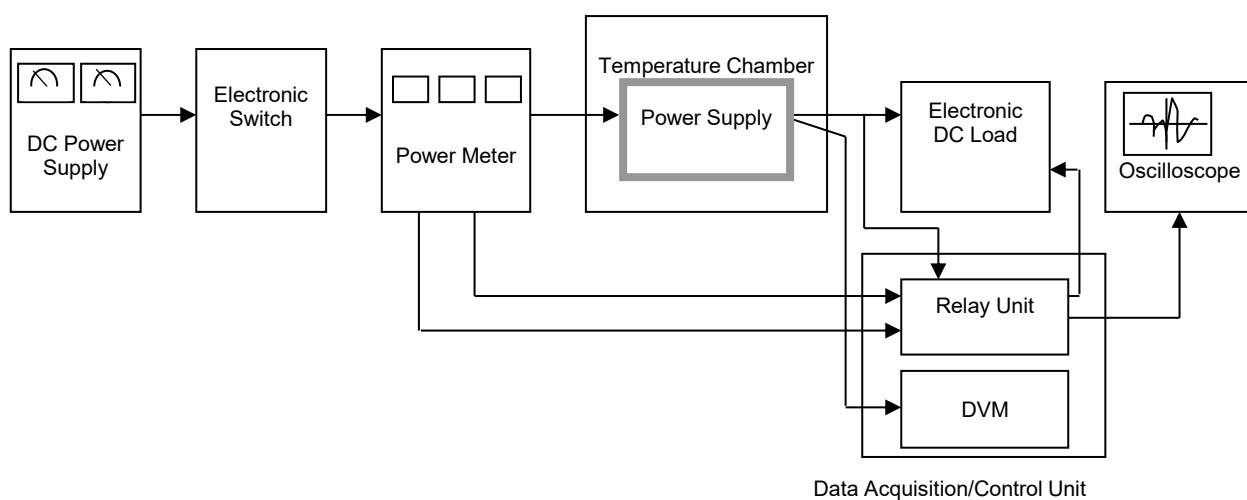 DC Power
Supply
Electronic
Switch
Power Meter
Temperature Chamber
Power Supply
Electronic
DC Load
Oscilloscope
Relay Unit
DVM
Data Acquisition/Control Unit